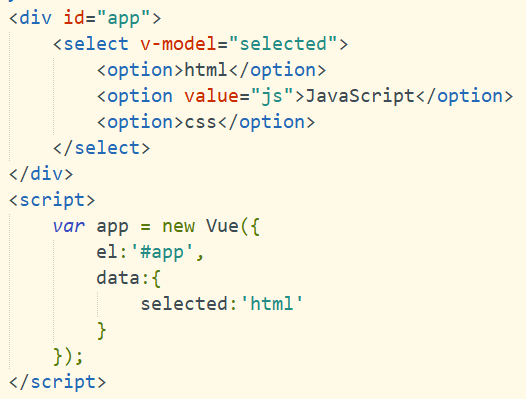 <div id="app">
    <select v-model="selected">
        <option>html</option>
        <option value="js">JavaScript</option>
        <option>css</option>
    </select>
</div>
<script>
    var app = new Vue({
        el:'#app',
        data:{
            selected:'html'
        }
    });
</script>